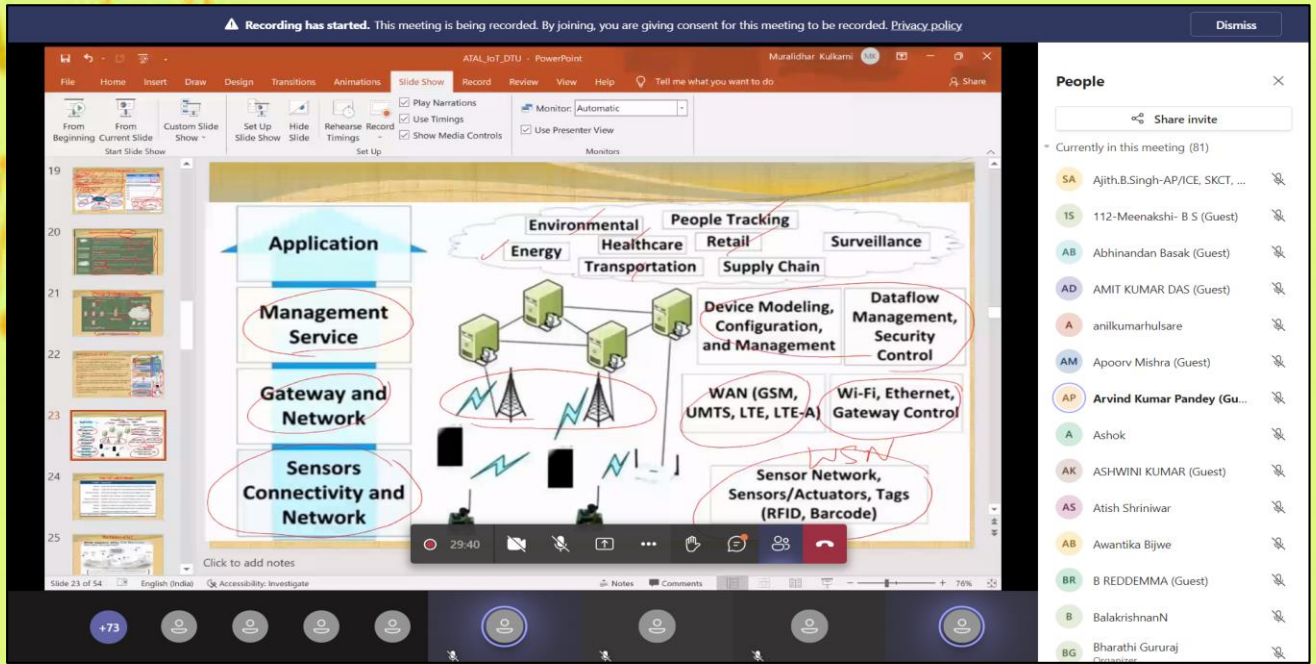 Recording has started. This meeting is being recorded. By joining, you are giving consent for this meeting to be recorded. Privacy policy
Dismiss
ATAL_IoT_DTU - PowerPoint
Muralidhar Kulkarni MK
File Home Insert Draw Design Transitions Animations Slide Show Record Review View Help Tell me what you want to do Share
From Beginning
From Current Slide
Custom Slide Show
Set Up Slide Show
Hide Slide
Rehearse Timings
Record
Play Narrations
Use Timings
Show Media Controls
Monitor: Automatic
Use Presenter View
Start Slide Show
Set Up
Monitors
19
20
21
22
23
24
25
Application
Environmental
People Tracking
Energy
Healthcare
Retail
Surveillance
Transportation
Supply Chain
Management
Service
Device Modeling,
Configuration,
and Management
Dataflow
Management,
Security
Control
Gateway and
Network
WAN (GSM,
UMTS, LTE, LTE-A)
Wi-Fi, Ethernet,
Gateway Control
WSN
Sensors
Connectivity and
Network
Sensor Network,
Sensors/Actuators, Tags
(RFID, Barcode)
29:40
Click to add notes
Slide 23 of 54 English (India) Accessibility: Investigate Notes Comments 76%
+73
People
Share invite
Currently in this meeting (81)
SA Ajith.B.Singh-AP/ICE, SKCT, ...
1S 112-Meenakshi- B S (Guest)
AB Abhinandan Basak (Guest)
AD AMIT KUMAR DAS (Guest)
A anilkumarhulsare
AM Apoorv Mishra (Guest)
AP Arvind Kumar Pandey (Gu...
A Ashok
AK ASHWINI KUMAR (Guest)
AS Atish Shriniwar
AB Awantika Bijwe
BR B REDDEMMA (Guest)
B BalakrishnanN
BG Bharathi Gururaj
Organizer